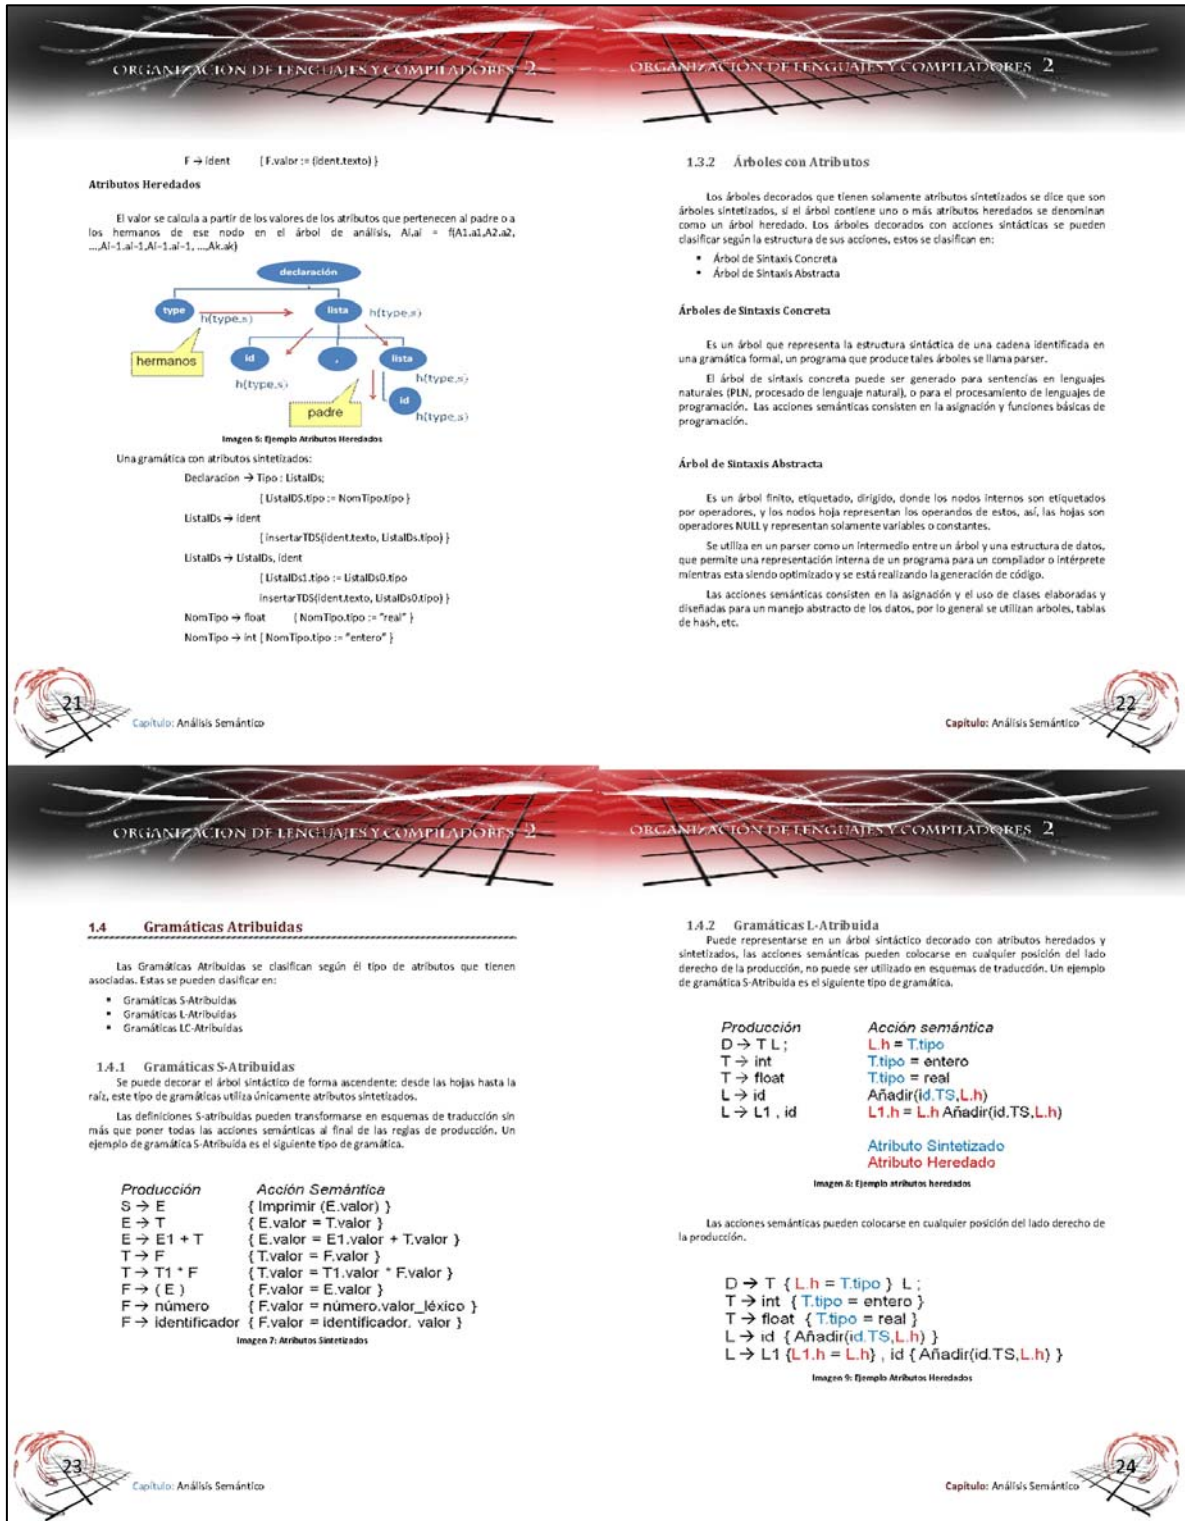 ORGANIZACIÓN DE LENGUAJES Y COMPILADORES 2
F → ident { F.valor := (ident.texto) }
Atributos Heredados
El valor se calcula a partir de los valores de los atributos que pertenecen al padre o a
los hermanos de ese nodo en el árbol de análisis, Ai.ai = f(A1.a1,A2.a2,
...,Ai−1.ai−1,Ai−1.ai−1, ...,Ak.ak)
declaración
type
h(type,s)
lista
h(type,s)
hermanos
id
,
lista
h(type,s)
h(type,s)
padre
id
h(type,s)
Imagen 6: Ejemplo Atributos Heredados
Una gramática con atributos sintetizados:
Declaracion → Tipo : ListaIDs;
{ ListaIDS.tipo := NomTipo.tipo }
ListaIDs → ident
{ insertarTDS(ident.texto, ListaIDs.tipo) }
ListaIDs → ListaIDs, ident
{ ListaIDs1.tipo := ListaIDs0.tipo
insertarTDS(ident.texto, ListaIDs0.tipo) }
NomTipo → float { NomTipo.tipo := "real" }
NomTipo → int { NomTipo.tipo := "entero" }
21
Capítulo: Análisis Semántico
ORGANIZACIÓN DE LENGUAJES Y COMPILADORES 2
1.3.2 Árboles con Atributos
Los árboles decorados que tienen solamente atributos sintetizados se dice que son
árboles sintetizados, si el árbol contiene uno o más atributos heredados se denominan
como un árbol heredado. Los árboles decorados con acciones sintácticas se pueden
clasificar según la estructura de sus acciones, estos se clasifican en:
▪ Árbol de Sintaxis Concreta
▪ Árbol de Sintaxis Abstracta
Árboles de Sintaxis Concreta
Es un árbol que representa la estructura sintáctica de una cadena identificada en
una gramática formal, un programa que produce tales árboles se llama parser.
El árbol de sintaxis concreta puede ser generado para sentencias en lenguajes
naturales (PLN, procesado de lenguaje natural), o para el procesamiento de lenguajes de
programación. Las acciones semánticas consisten en la asignación y funciones básicas de
programación.
Árbol de Sintaxis Abstracta
Es un árbol finito, etiquetado, dirigido, donde los nodos internos son etiquetados
por operadores, y los nodos hoja representan los operandos de estos, así, las hojas son
operadores NULL y representan solamente variables o constantes.
Se utiliza en un parser como un intermedio entre un árbol y una estructura de datos,
que permite una representación interna de un programa para un compilador o intérprete
mientras esta siendo optimizado y se está realizando la generación de código.
Las acciones semánticas consisten en la asignación y el uso de clases elaboradas y
diseñadas para un manejo abstracto de los datos, por lo general se utilizan arboles, tablas
de hash, etc.
22
Capítulo: Análisis Semántico
ORGANIZACIÓN DE LENGUAJES Y COMPILADORES 2
1.4 Gramáticas Atribuidas
Las Gramáticas Atribuidas se clasifican según él tipo de atributos que tienen
asociadas. Estas se pueden clasificar en:
▪ Gramáticas S-Atribuidas
▪ Gramáticas L-Atribuidas
▪ Gramáticas LC-Atribuidas
1.4.1 Gramáticas S-Atribuidas
Se puede decorar el árbol sintáctico de forma ascendente: desde las hojas hasta la
raíz, este tipo de gramáticas utiliza únicamente atributos sintetizados.
Las definiciones S-atribuidas pueden transformarse en esquemas de traducción sin
más que poner todas las acciones semánticas al final de las reglas de producción. Un
ejemplo de gramática S-Atribuida es el siguiente tipo de gramática.
Producción Acción Semántica
S → E { Imprimir (E.valor) }
E → T { E.valor = T.valor }
E → E1 + T { E.valor = E1.valor + T.valor }
T → F { T.valor = F.valor }
T → T1 * F { T.valor = T1.valor * F.valor }
F → ( E ) { F.valor = E.valor }
F → número { F.valor = número.valor_léxico }
F → identificador { F.valor = identificador. valor }
Imagen 7: Atributos Sintetizados
23
Capítulo: Análisis Semántico
ORGANIZACIÓN DE LENGUAJES Y COMPILADORES 2
1.4.2 Gramáticas L-Atribuida
Puede representarse en un árbol sintáctico decorado con atributos heredados y
sintetizados, las acciones semánticas pueden colocarse en cualquier posición del lado
derecho de la producción, no puede ser utilizado en esquemas de traducción. Un ejemplo
de gramática S-Atribuida es el siguiente tipo de gramática.
Producción Acción semántica
D → T L ; L.h = T.tipo
T → int T.tipo = entero
T → float T.tipo = real
L → id Añadir(id.TS,L.h)
L → L1 , id L1.h = L.h Añadir(id.TS,L.h)
Atributo Sintetizado
Atributo Heredado
Imagen 8: Ejemplo atributos heredados
Las acciones semánticas pueden colocarse en cualquier posición del lado derecho de
la producción.
D → T { L.h = T.tipo } L ;
T → int { T.tipo = entero }
T → float { T.tipo = real }
L → id { Añadir(id.TS,L.h) }
L → L1 {L1.h = L.h} , id { Añadir(id.TS,L.h) }
Imagen 9: Ejemplo Atributos Heredados
24
Capítulo: Análisis Semántico